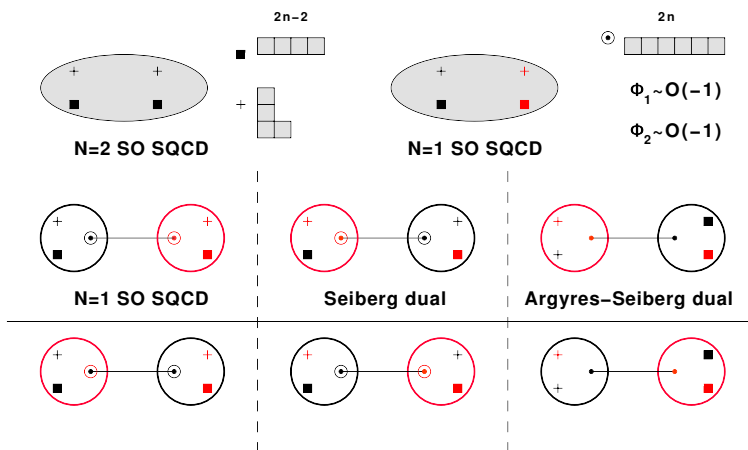 2n−2
2n
Φ1~O(−1)
Φ2~O(−1)
N=2 SO SQCD
N=1 SO SQCD
N=1 SO SQCD
Seiberg dual
Argyres−Seiberg dual